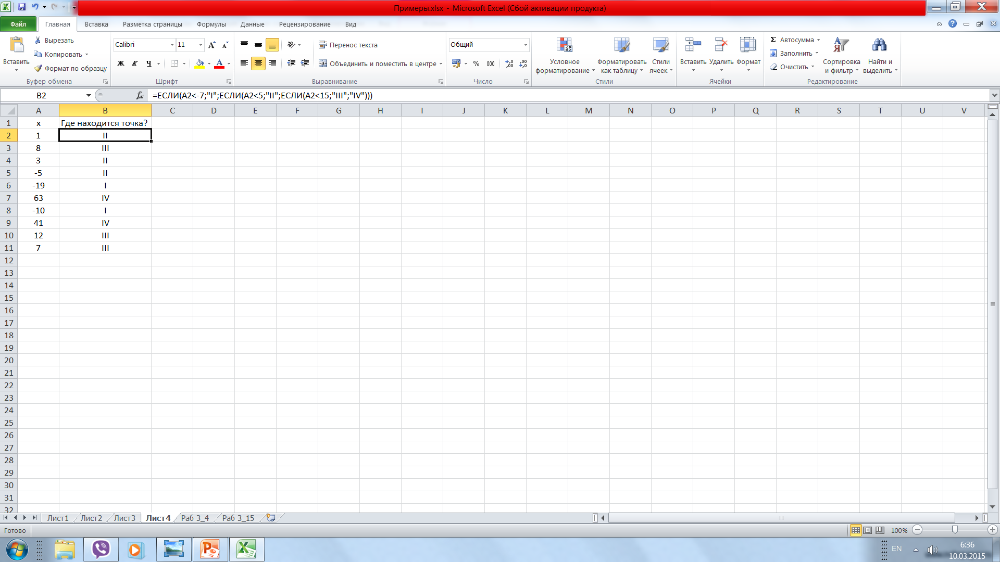 Примеры.xlsx - Microsoft Excel (Сбой активации продукта)
Файл Главная Вставка Разметка страницы Формулы Данные Рецензирование Вид
Вставить
Вырезать
Копировать
Формат по образцу
Буфер обмена
Calibri 11
Ж К Ч А
Шрифт
Перенос текста
Объединить и поместить в центре
Выравнивание
Общий
% 000
Число
Условное форматирование
Форматировать как таблицу
Стили ячеек
Стили
Вставить Удалить Формат
Ячейки
Σ Автосумма
Заполнить
Очистить
Сортировка и фильтр
Найти и выделить
Редактирование
B2 fx =ЕСЛИ(A2<-7;"I";ЕСЛИ(A2<5;"II";ЕСЛИ(A2<15;"III";"IV")))
A B C D E F G H I J K L M N O P Q R S T U V
1 x Где находится точка?
2 1 II
3 8 III
4 3 II
5 -5 II
6 -19 I
7 63 IV
8 -10 I
9 41 IV
10 12 III
11 7 III
12
13
14
15
16
17
18
19
20
21
22
23
24
25
26
27
28
29
30
31
32
Лист1 Лист2 Лист3 Лист4 Раб 3_4 Раб 3_15
Готово 100%
EN 6:36
10.03.2015